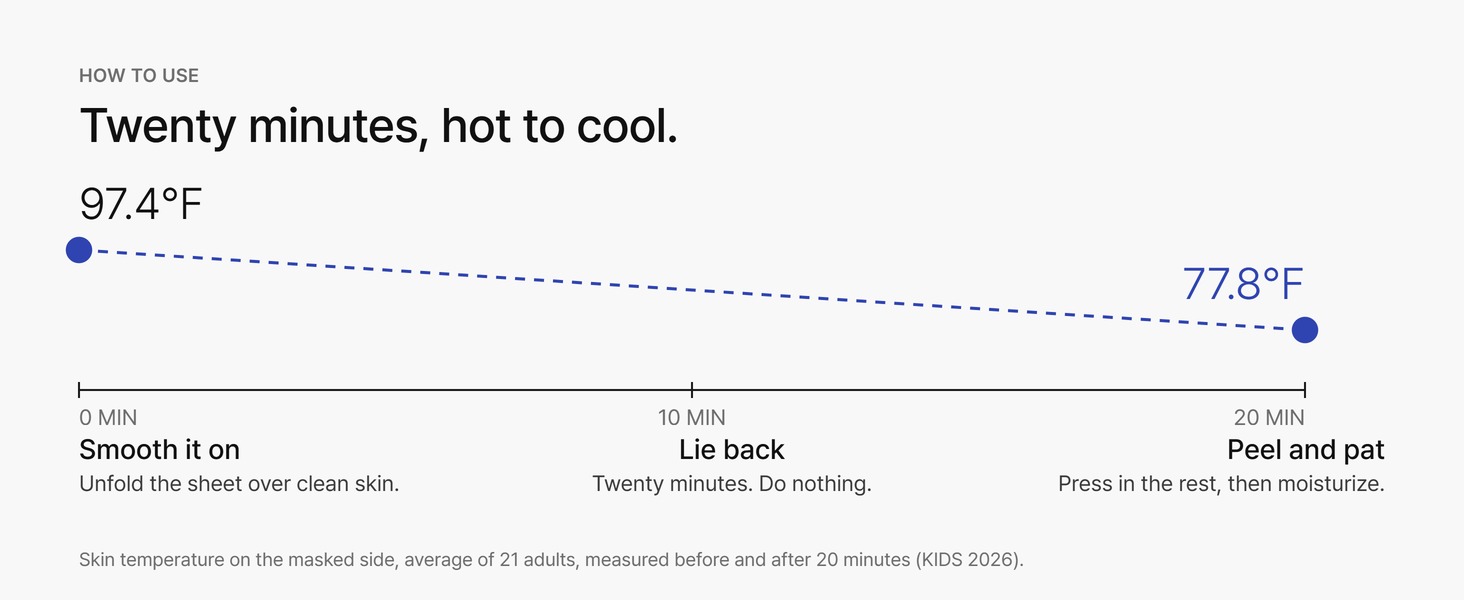 HOW TO USE
Twenty minutes, hot to cool.
97.4°F
77.8°F
0 MIN
10 MIN
20 MIN
Smooth it on
Lie back
Peel and pat
Unfold the sheet over clean skin.
Twenty minutes. Do nothing.
Press in the rest, then moisturize.
Skin temperature on the masked side, average of 21 adults, measured before and after 20 minutes (KIDS 2026).